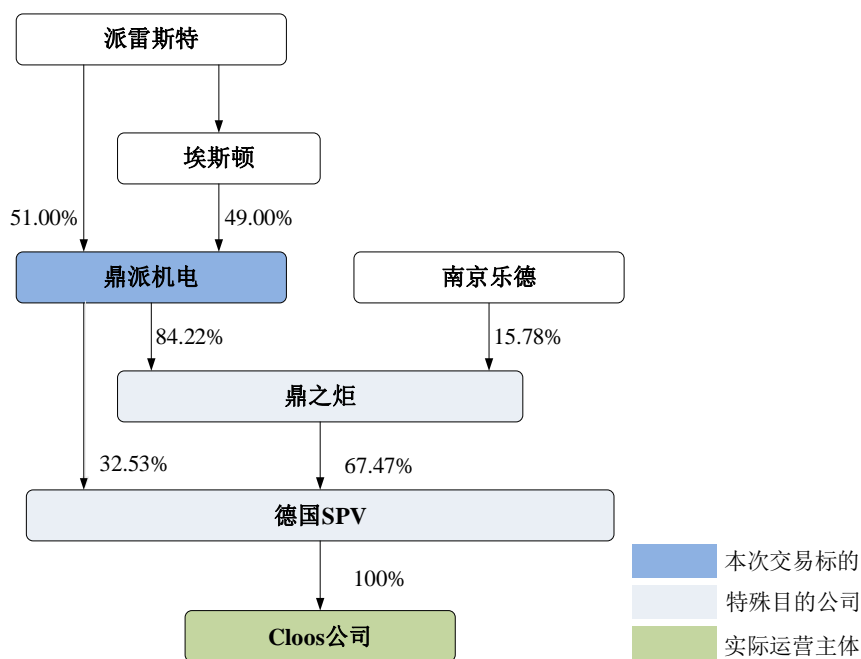 派雷斯特
埃斯顿
51.00%
49.00%
鼎派机电
南京乐德
84.22%
15.78%
鼎之炬
32.53%
67.47%
德国SPV
100%
Cloos公司
本次交易标的
特殊目的公司
实际运营主体